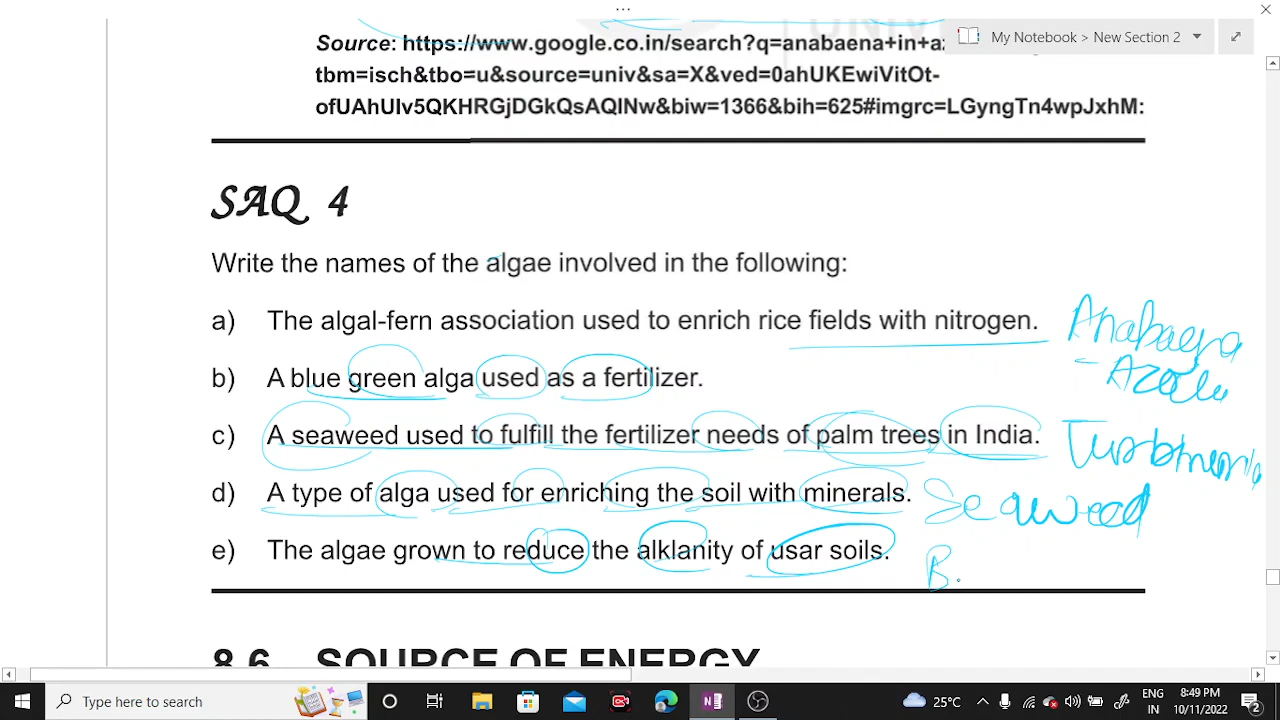 ...
Source: https://www.google.co.in/search?q=anabaena+in+a
My Notebook > New Section 2
tbm=isch&tbo=u&source=univ&sa=X&ved=0ahUKEwiVitOt-
ofUAhUIv5QKHRGjDGkQsAQINw&biw=1366&bih=625#imgrc=LGyngTn4wpJxhM:
SAQ 4
Write the names of the algae involved in the following:
a) The algal-fern association used to enrich rice fields with nitrogen.
Anabaena
- Azolla
b) A blue green alga used as a fertilizer.
c) A seaweed used to fulfill the fertilizer needs of palm trees in India.
Turbinaria
d) A type of alga used for enriching the soil with minerals.
Seaweed
e) The algae grown to reduce the alklanity of usar soils.
B.
8.6 SOURCE OF ENERGY
Type here to search
25°C
ENG
IN
8:49 PM
10/11/2022
2